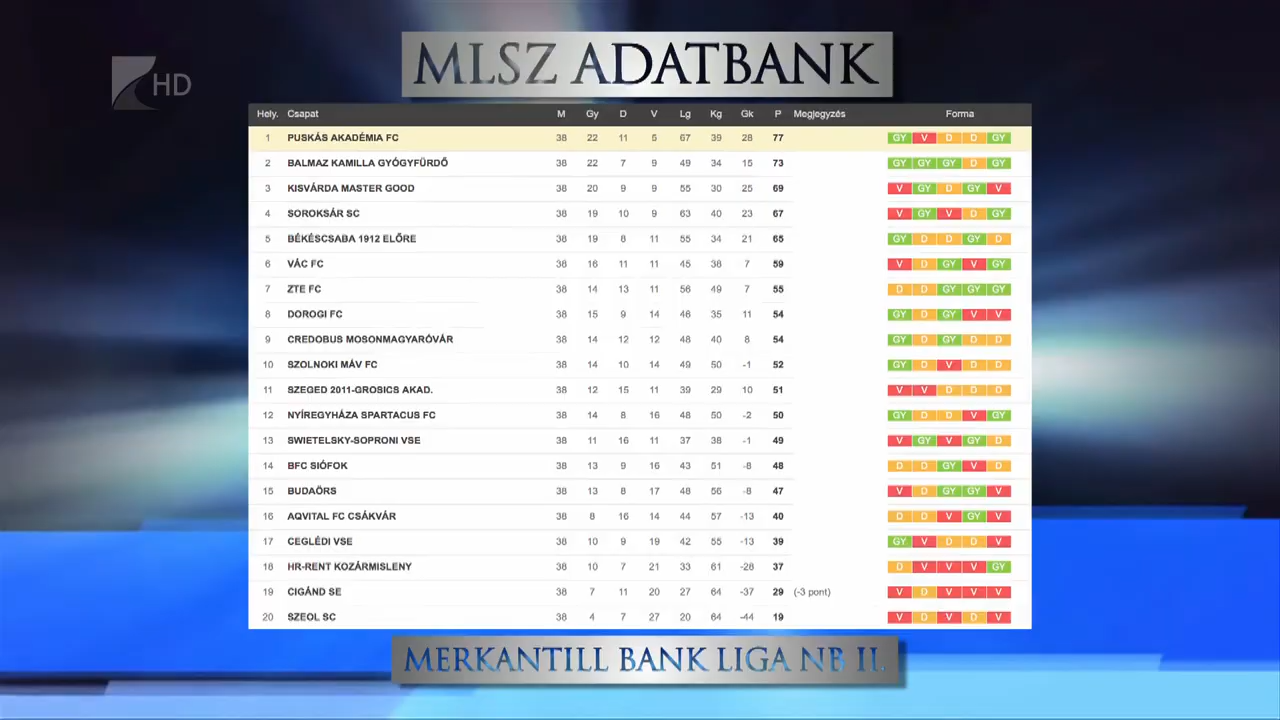 MLSZ ADATBANK
HD
Hely. Csapat M Gy D V Lg Kg Gk P Megjegyzés Forma
1 PUSKÁS AKADÉMIA FC 38 22 11 5 67 39 28 77 GY V D D GY
2 BALMAZ KAMILLA GYÓGYFÜRDŐ 38 22 7 9 49 34 15 73 GY GY GY D GY
3 KISVÁRDA MASTER GOOD 38 20 9 9 55 30 25 69 V GY D GY V
4 SOROKSÁR SC 38 19 10 9 63 40 23 67 V GY V D GY
5 BÉKÉSCSABA 1912 ELŐRE 38 19 8 11 55 34 21 65 GY D D GY D
6 VÁC FC 38 16 11 11 45 38 7 59 V D GY V GY
7 ZTE FC 38 14 13 11 56 49 7 55 D D GY GY GY
8 DOROGI FC 38 15 9 14 46 35 11 54 GY D GY V V
9 CREDOBUS MOSONMAGYARÓVÁR 38 14 12 12 48 40 8 54 GY D GY D D
10 SZOLNOKI MÁV FC 38 14 10 14 49 50 -1 52 GY D V D D
11 SZEGED 2011-GROSICS AKAD. 38 12 15 11 39 29 10 51 V V D D D
12 NYÍREGYHÁZA SPARTACUS FC 38 14 8 16 48 50 -2 50 GY D D V GY
13 SWIETELSKY-SOPRONI VSE 38 11 16 11 37 38 -1 49 V GY V GY D
14 BFC SIÓFOK 38 13 9 16 43 51 -8 48 D D GY V D
15 BUDAÖRS 38 13 8 17 48 56 -8 47 V D GY GY V
16 AQVITAL FC CSÁKVÁR 38 8 16 14 44 57 -13 40 D D V GY V
17 CEGLÉDI VSE 38 10 9 19 42 55 -13 39 GY V D D V
18 HR-RENT KOZÁRMISLENY 38 10 7 21 33 61 -28 37 D V V V GY
19 CIGÁND SE 38 7 11 20 27 64 -37 29 (-3 pont) V D V V V
20 SZEOL SC 38 4 7 27 20 64 -44 19 V D V D V
MERKANTILL BANK LIGA NB II.